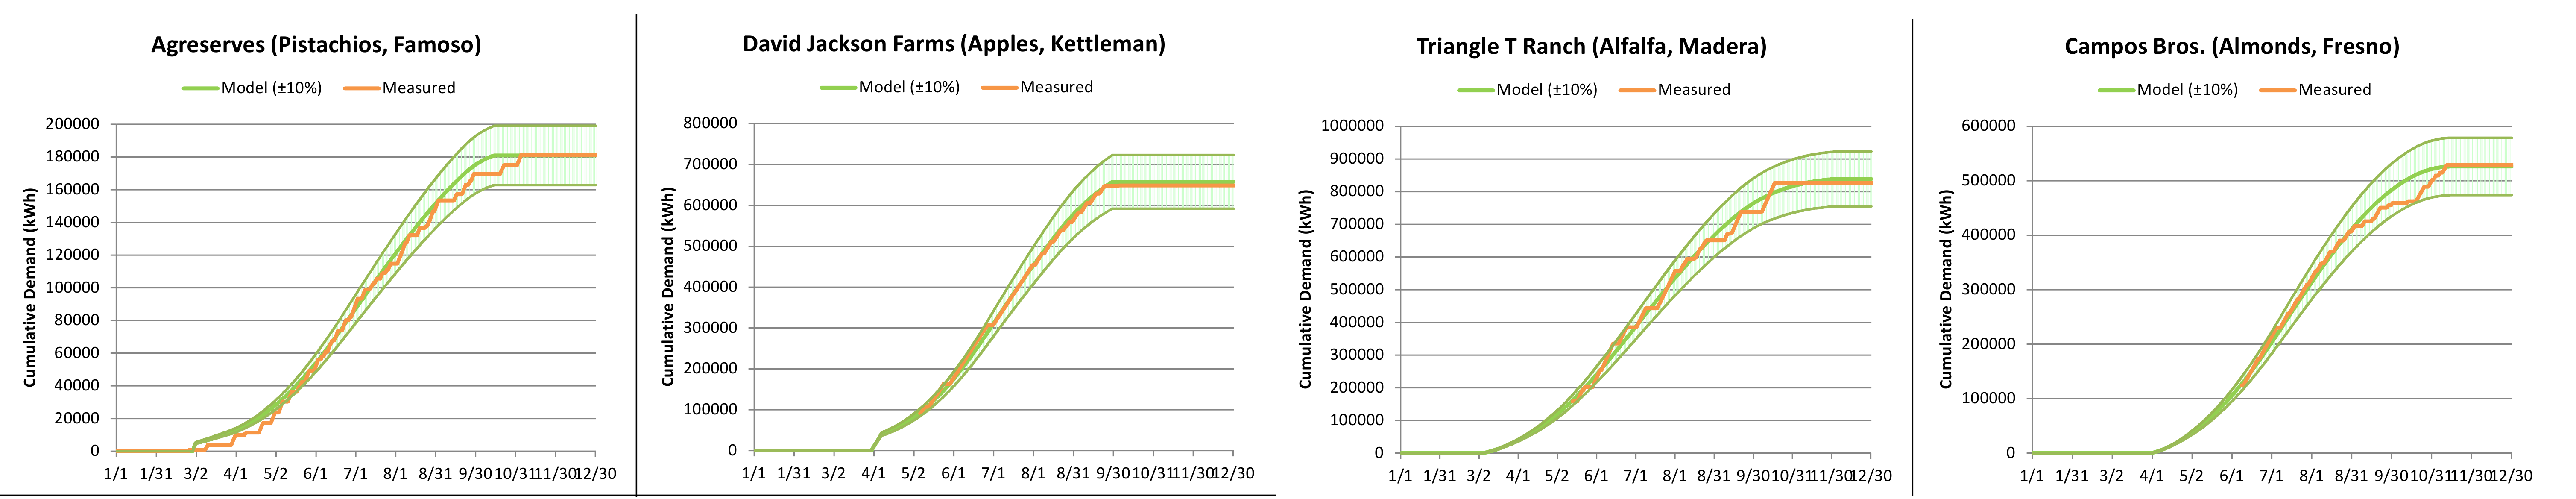 Agreserves (Pistachios, Famoso)
Model (±10%) Measured
Cumulative Demand (kWh)
200000
180000
160000
140000
120000
100000
80000
60000
40000
20000
0
1/1 1/31 3/2 4/1 5/2 6/1 7/1 8/1 8/31 9/30 10/31 11/30 12/30
David Jackson Farms (Apples, Kettleman)
Model (±10%) Measured
Cumulative Demand (kWh)
800000
700000
600000
500000
400000
300000
200000
100000
0
1/1 1/31 3/2 4/1 5/2 6/1 7/1 8/1 8/31 9/30 10/31 11/30 12/30
Triangle T Ranch (Alfalfa, Madera)
Model (±10%) Measured
Cumulative Demand (kWh)
1000000
900000
800000
700000
600000
500000
400000
300000
200000
100000
0
1/1 1/31 3/2 4/1 5/2 6/1 7/1 8/1 8/31 9/30 10/31 11/30 12/30
Campos Bros. (Almonds, Fresno)
Model (±10%) Measured
Cumulative Demand (kWh)
600000
500000
400000
300000
200000
100000
0
1/1 1/31 3/2 4/1 5/2 6/1 7/1 8/1 8/31 9/30 10/31 11/30 12/30